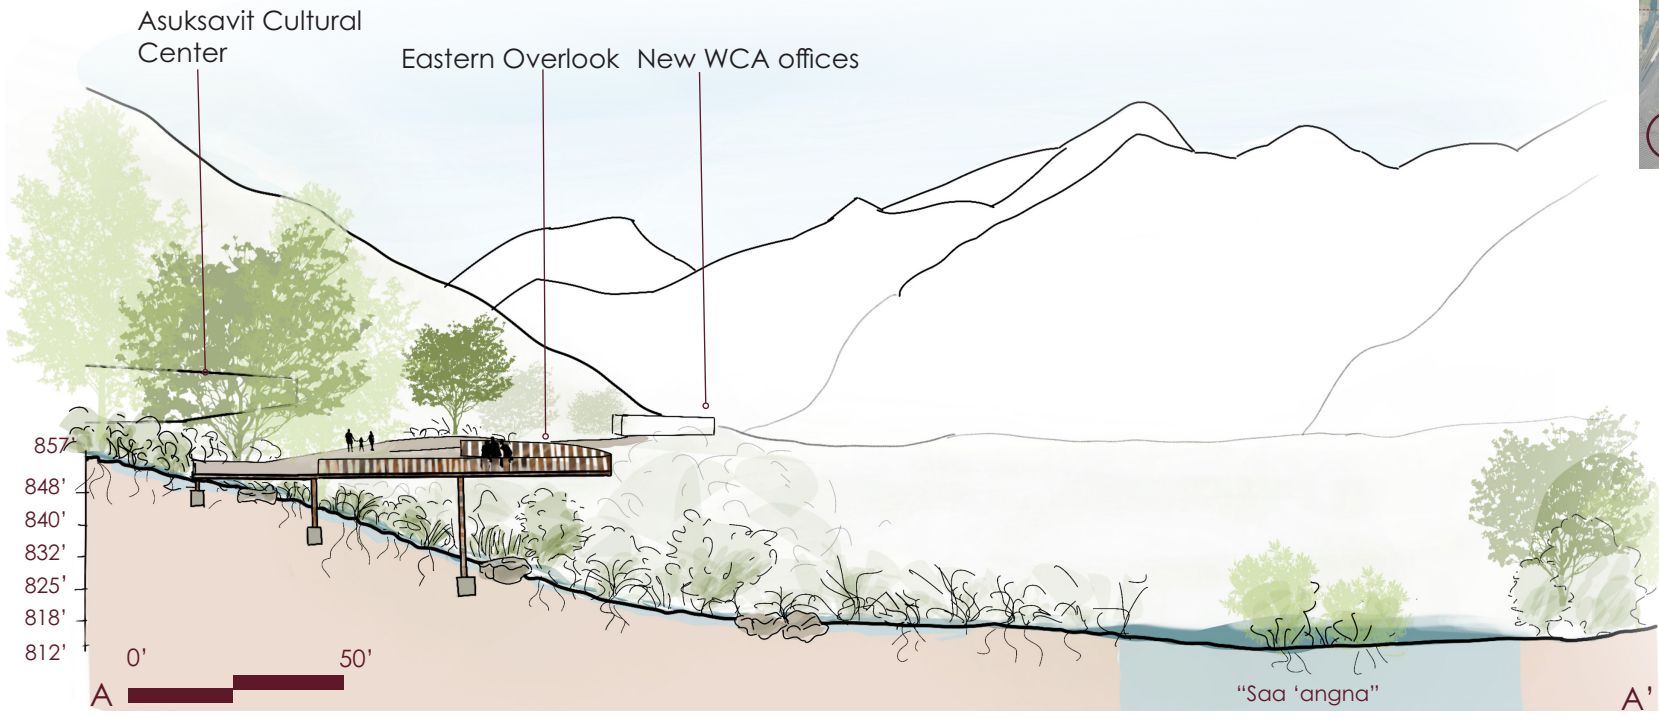 Asuksavit Cultural
Center
Eastern Overlook
New WCA offices
857'
848'
840'
832'
825'
818'
812'
0'
50'
A
“Saa ‘angna”
A'